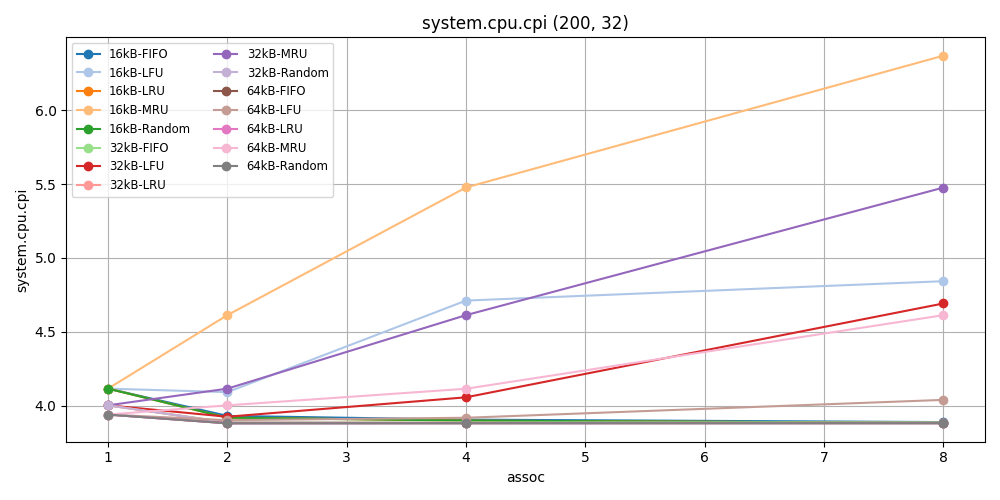 system.cpu.cpi (200, 32)
16kB-FIFO
16kB-LFU
16kB-LRU
16kB-MRU
16kB-Random
32kB-FIFO
32kB-LFU
32kB-LRU
32kB-MRU
32kB-Random
64kB-FIFO
64kB-LFU
64kB-LRU
64kB-MRU
64kB-Random
system.cpu.cpi
6.0
5.5
5.0
4.5
4.0
1 2 3 4 5 6 7 8
assoc